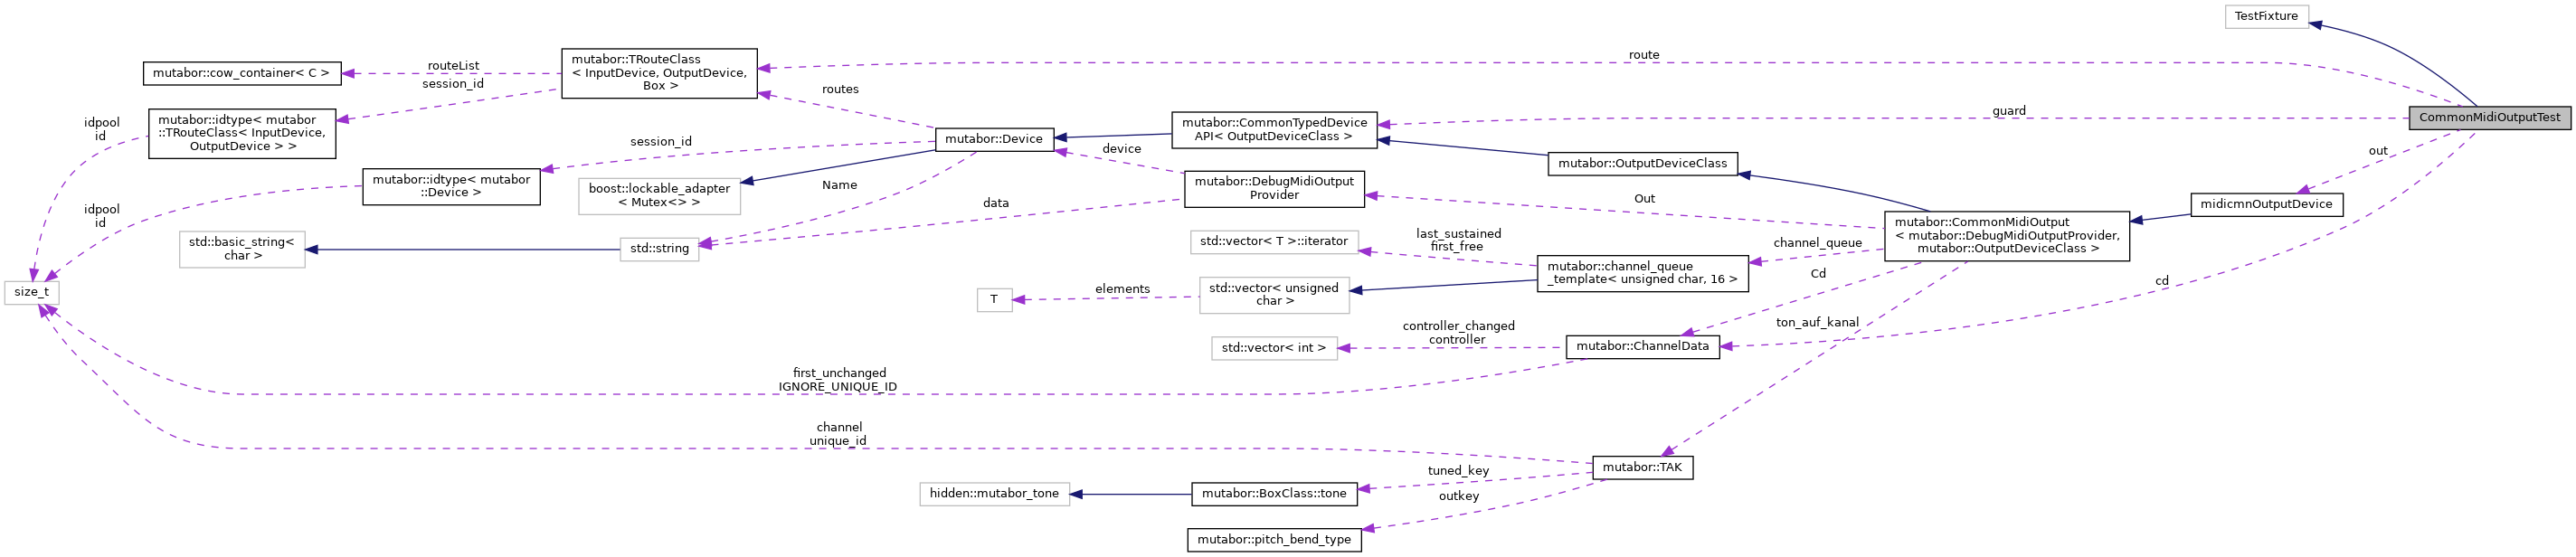 TestFixture
route
mutabor::TRouteClass
< InputDevice, OutputDevice,
Box >
routeList
mutabor::cow_container< C >
session_id
routes
guard
CommonMidiOutputTest
mutabor::idtype< mutabor
::TRouteClass< InputDevice,
OutputDevice > >
idpool
id
mutabor::CommonTypedDevice
API< OutputDeviceClass >
mutabor::Device
session_id
device
out
mutabor::OutputDeviceClass
mutabor::idtype< mutabor
::Device >
boost::lockable_adapter
< Mutex<> >
Name
mutabor::DebugMidiOutput
Provider
data
Out
midicmnOutputDevice
idpool
id
mutabor::CommonMidiOutput
< mutabor::DebugMidiOutputProvider,
mutabor::OutputDeviceClass >
std::basic_string<
char >
std::string
std::vector< T >::iterator
last_sustained
first_free
channel_queue
mutabor::channel_queue
_template< unsigned char, 16 >
Cd
cd
size_t
T
elements
std::vector< unsigned
char >
ton_auf_kanal
controller_changed
controller
std::vector< int >
mutabor::ChannelData
first_unchanged
IGNORE_UNIQUE_ID
channel
unique_id
mutabor::TAK
tuned_key
hidden::mutabor_tone
mutabor::BoxClass::tone
outkey
mutabor::pitch_bend_type